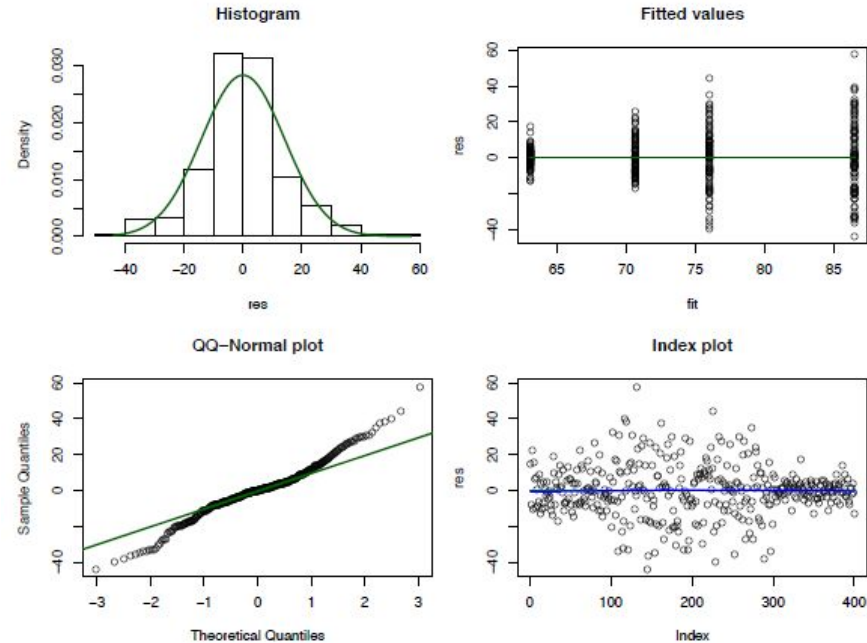 Histogram
Density
0.000 0.010 0.020 0.030
−40 −20 0 20 40 60
res
Fitted values
res
−40 0 20 40 60
65 70 75 80 85
fit
QQ−Normal plot
Sample Quantiles
−40 0 20 40 60
−3 −2 −1 0 1 2 3
Theoretical Quantiles
Index plot
res
−40 0 20 40 60
0 100 200 300 400
Index